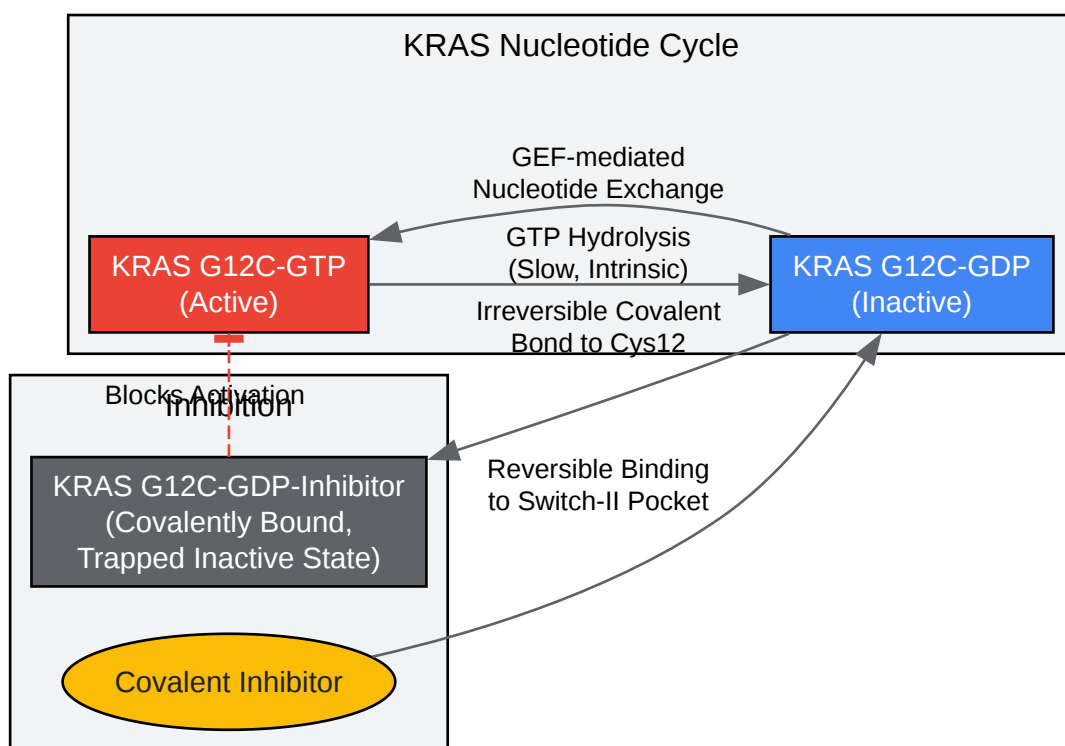 KRAS Nucleotide Cycle
GEF-mediated
Nucleotide Exchange
KRAS G12C-GTP
(Active)
GTP Hydrolysis
(Slow, Intrinsic)
KRAS G12C-GDP
(Inactive)
Irreversible Covalent
Bond to Cys12
Blocks Activation
Inhibition
KRAS G12C-GDP-Inhibitor
(Covalently Bound,
Trapped Inactive State)
Reversible Binding
to Switch-II Pocket
Covalent Inhibitor